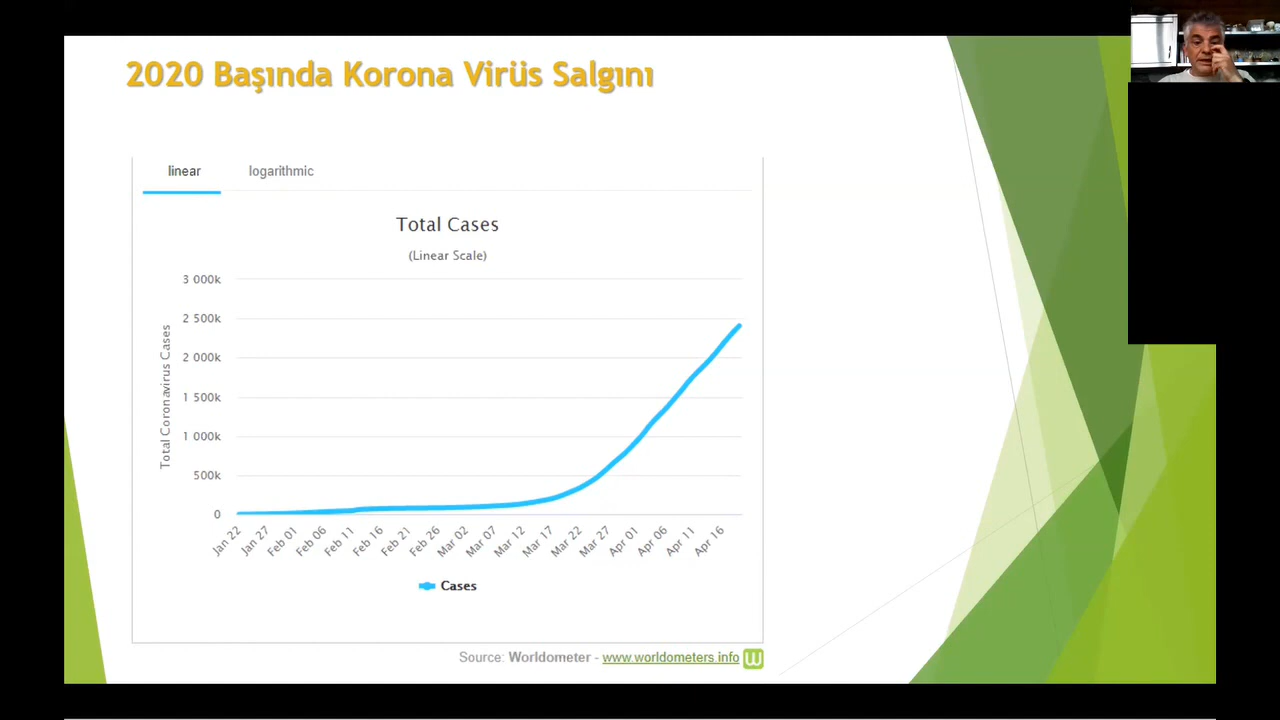 2020 Başında Korona Virüs Salgını
linear logarithmic
Total Cases
(Linear Scale)
Total Coronavirus Cases
3 000k
2 500k
2 000k
1 500k
1 000k
500k
0
Jan 22 Jan 27 Feb 01 Feb 06 Feb 11 Feb 16 Feb 21 Feb 26 Mar 02 Mar 07 Mar 12 Mar 17 Mar 22 Mar 27 Apr 01 Apr 06 Apr 11 Apr 16
Cases
Source: Worldometer - www.worldometers.info W